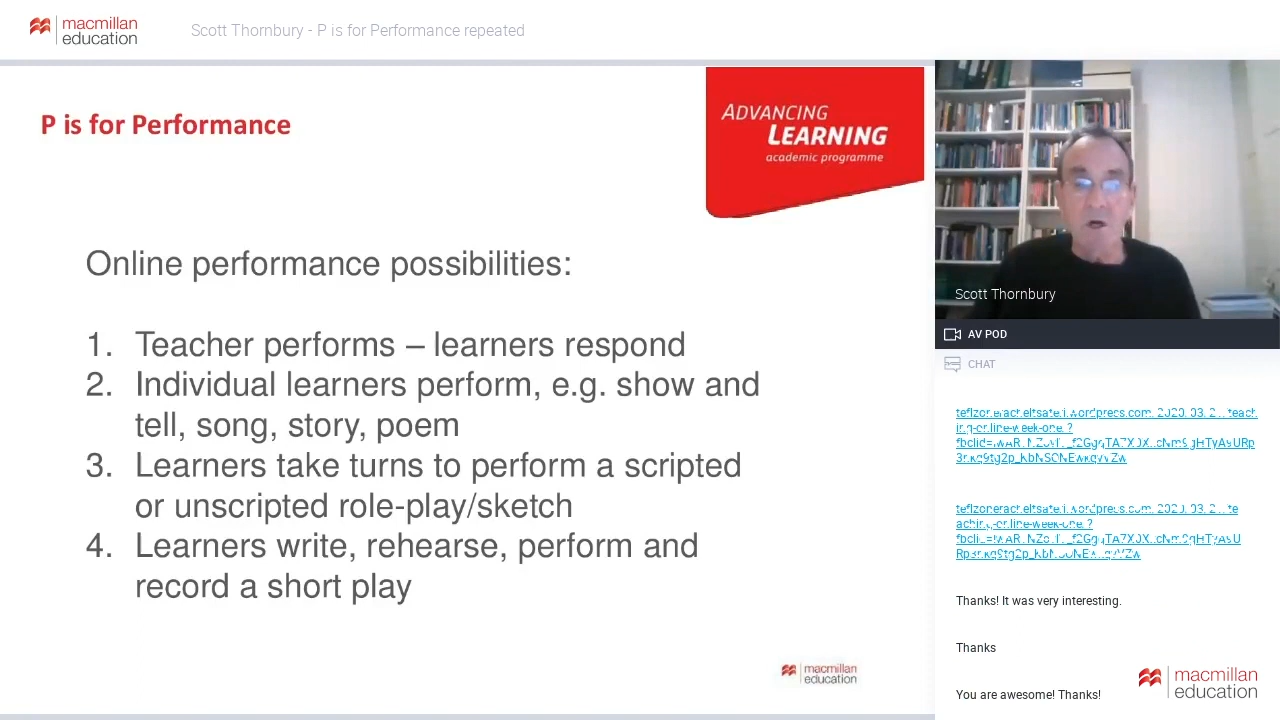 macmillan
education
Scott Thornbury - P is for Performance repeated
P is for Performance
ADVANCING
LEARNING
academic programme
Online performance possibilities:
1. Teacher performs – learners respond
2. Individual learners perform, e.g. show and
tell, song, story, poem
3. Learners take turns to perform a scripted
or unscripted role-play/sketch
4. Learners write, rehearse, perform and
record a short play
macmillan
education
Scott Thornbury
AV POD
CHAT
Thanks! It was very interesting.
Thanks
You are awesome! Thanks!
macmillan
education